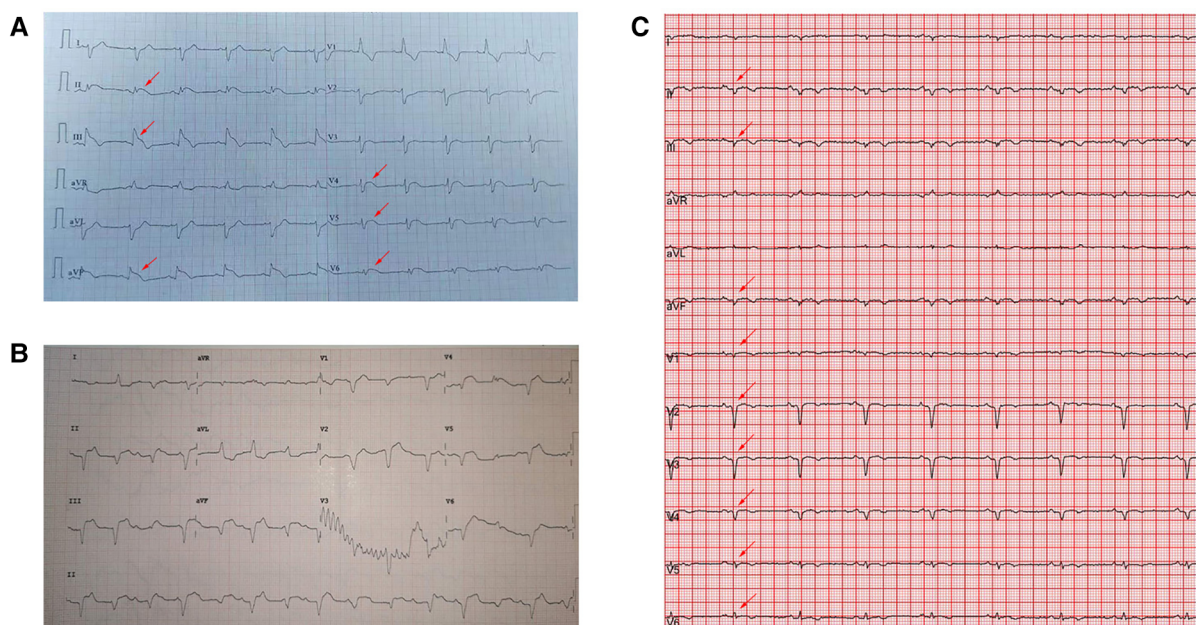 A
I V1
II V2
III V3
aVR V4
aVL V5
aVF V6
B
I aVR V1 V4
II aVL V2 V5
III aVF V3 V6
II
C
I
II
III
aVR
aVL
aVF
V1
V2
V3
V4
V5
V6